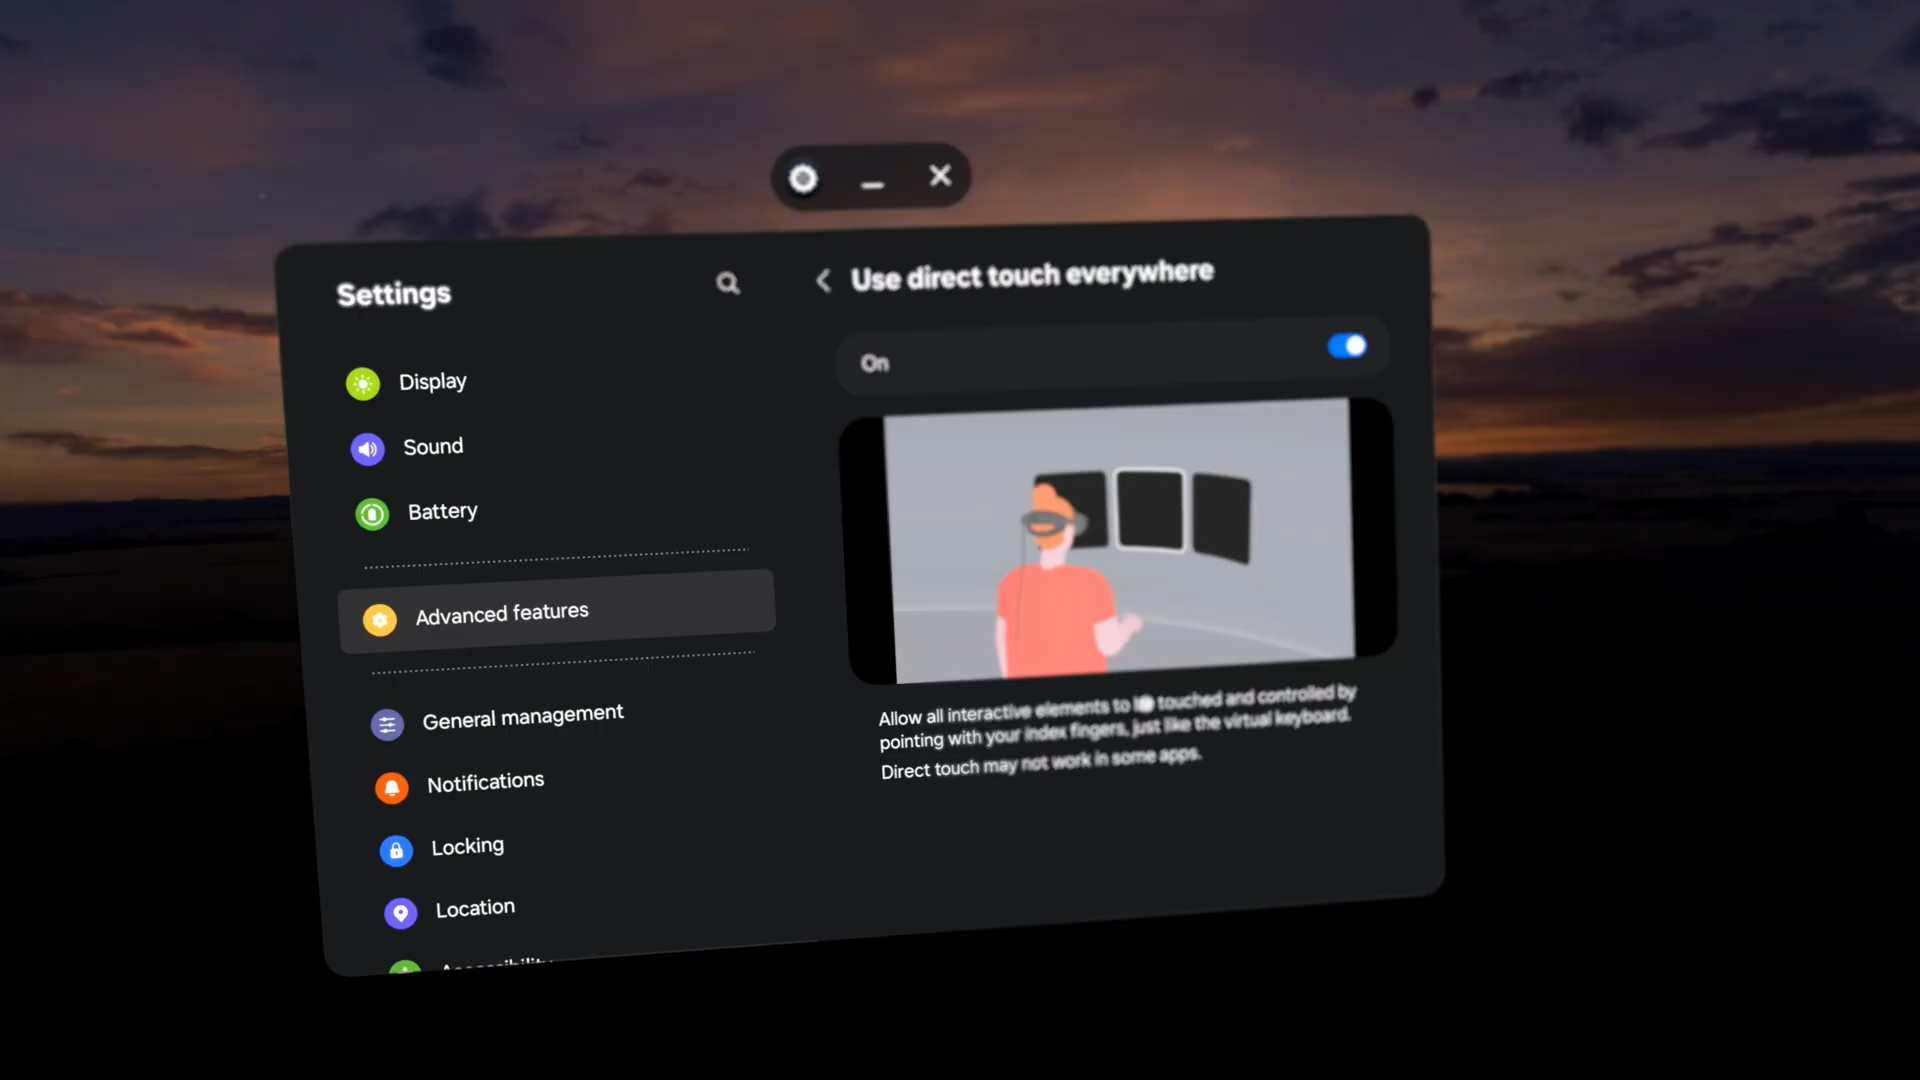 Settings
Display
Sound
Battery
Advanced features
General management
Notifications
Locking
Location
Accessibility
Use direct touch everywhere
On
Allow all interactive elements to be touched and controlled by
pointing with your index fingers, just like the virtual keyboard.
Direct touch may not work in some apps.